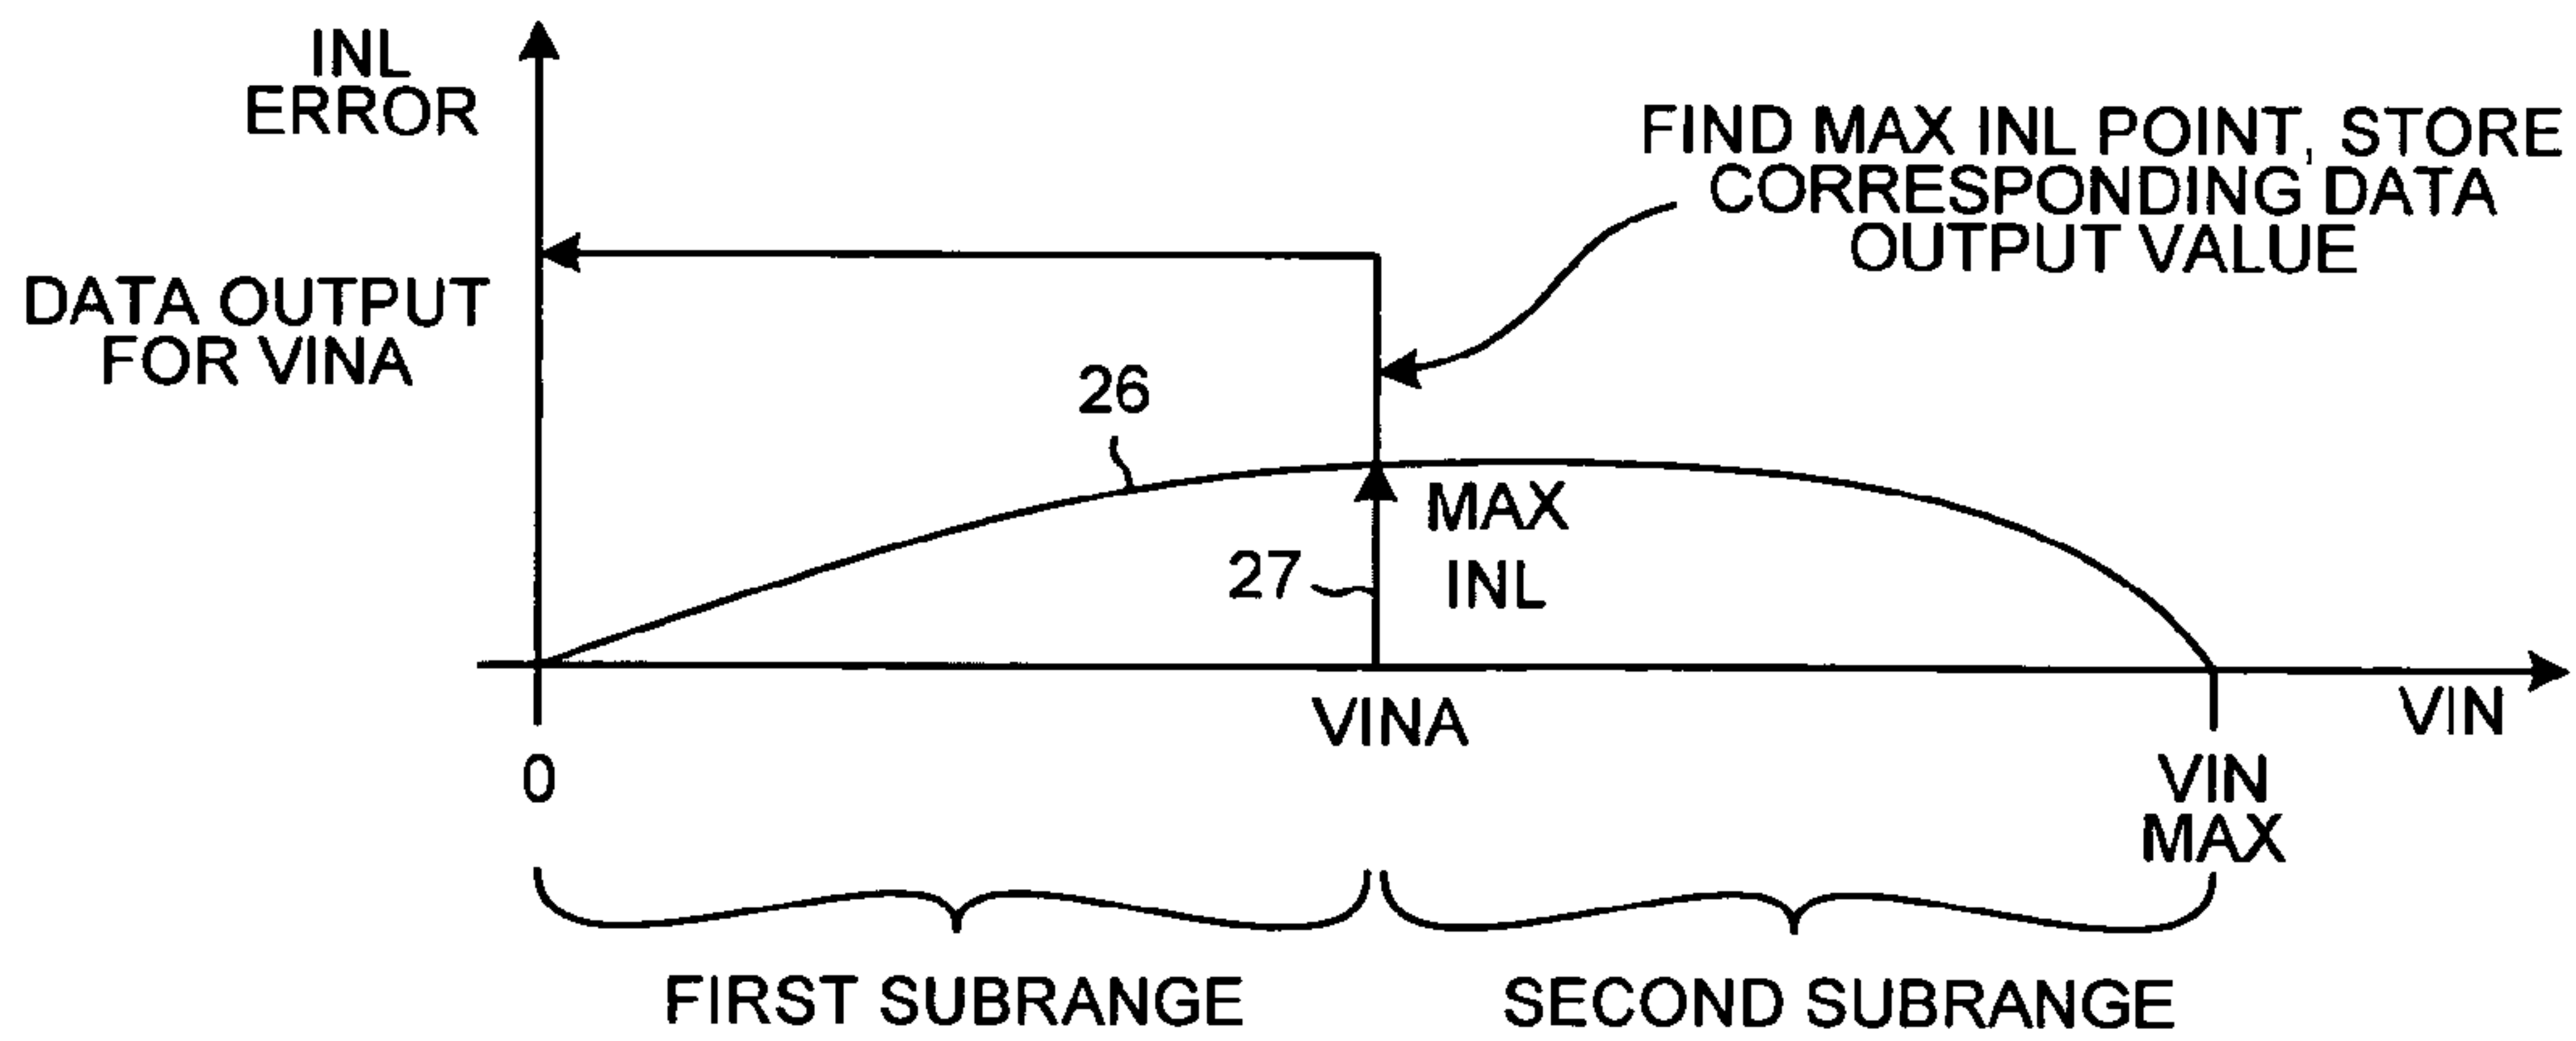 INL
ERROR
FIND MAX INL POINT, STORE
CORRESPONDING DATA
OUTPUT VALUE
DATA OUTPUT
FOR VINA
26
MAX
INL
27
VINA
VIN
0
VIN
MAX
FIRST SUBRANGE
SECOND SUBRANGE